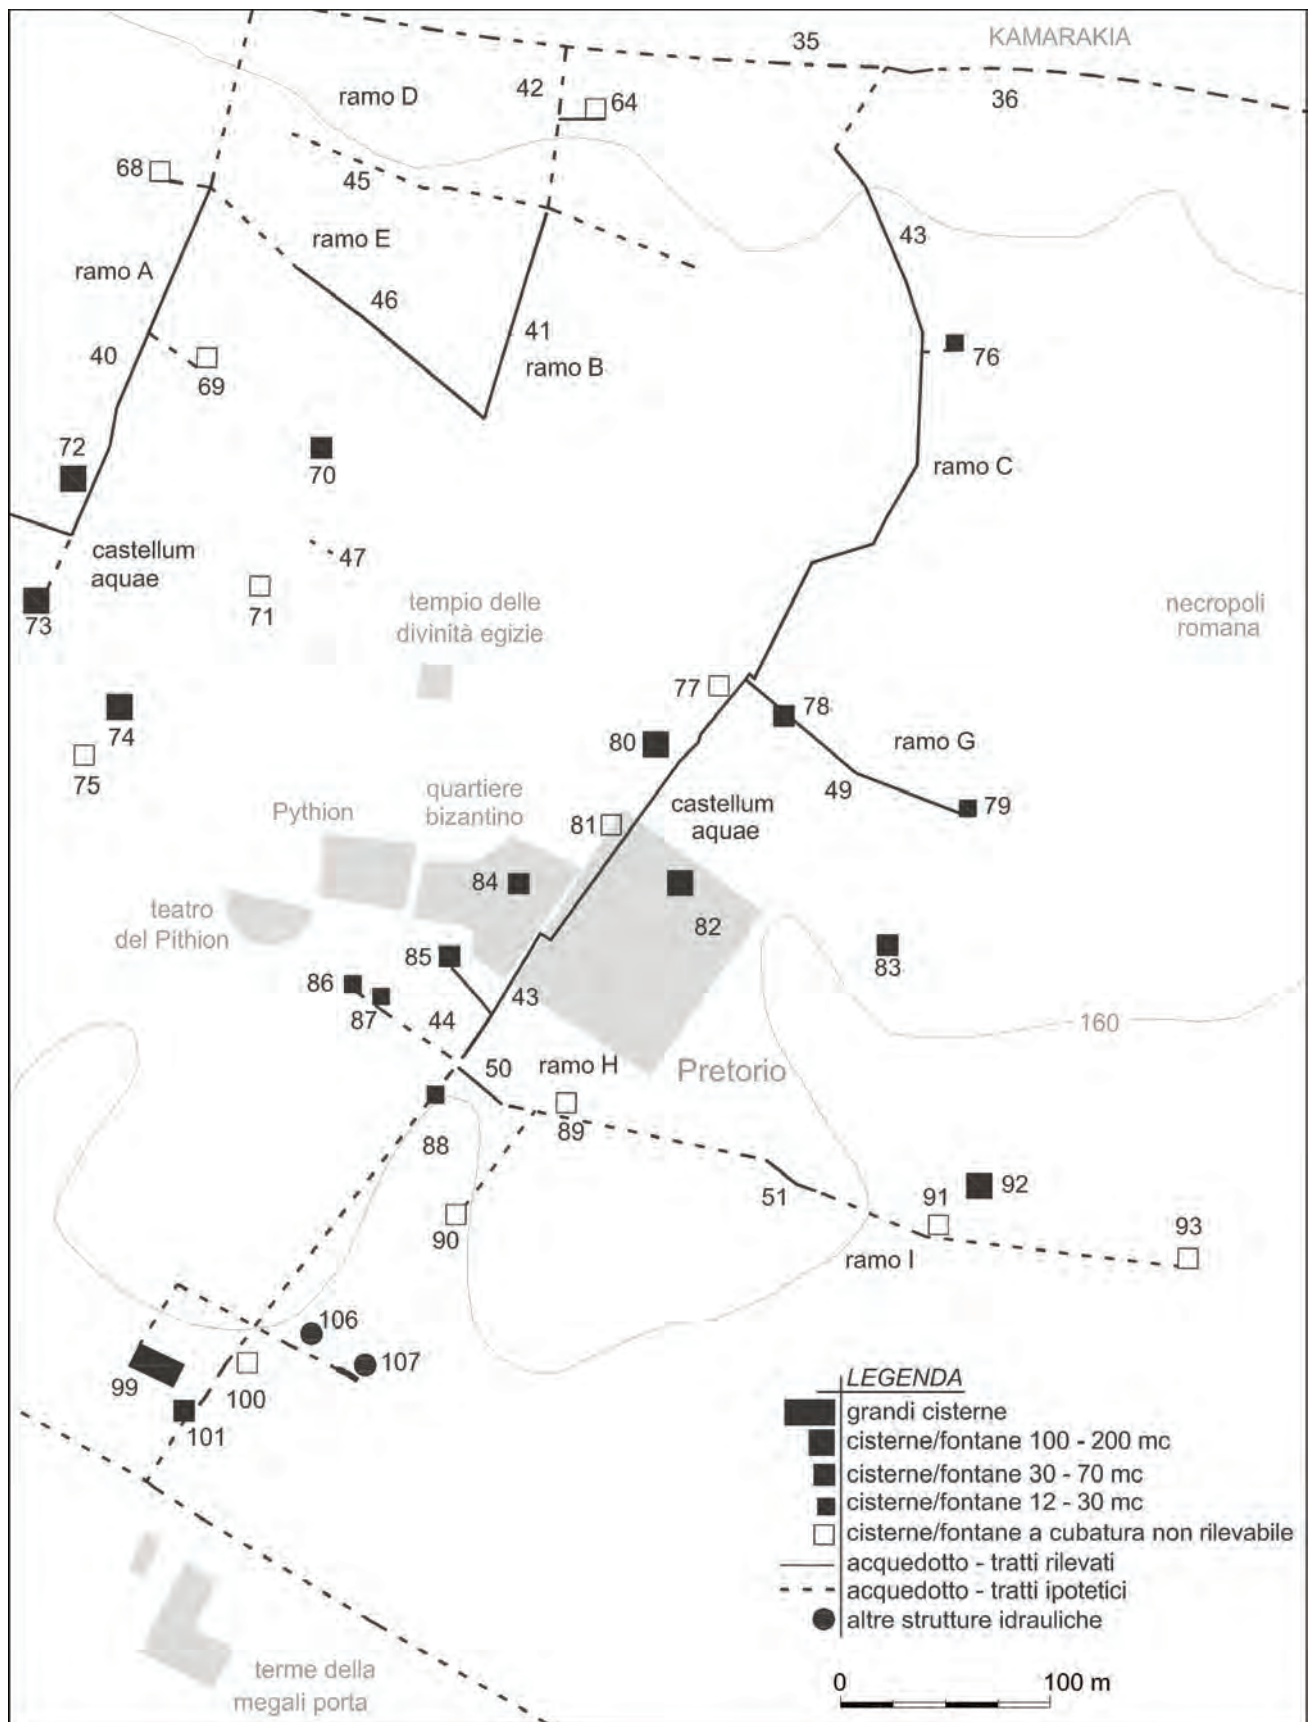 35
KAMARAKIA
36
ramo D
42
64
68
45
ramo E
43
ramo A
46
41
ramo B
40
76
69
72
70
ramo C
castellum
aquae
47
73
71
tempio delle
divinità egizie
necropoli
romana
77
78
74
80
ramo G
75
quartiere
bizantino
49
79
Pythion
castellum
aquae
81
84
82
teatro
del Pithion
85
83
86
43
87
44
160
50
ramo H
Pretorio
88
89
51
91
92
90
93
ramo I
106
107
99
100
101
LEGENDA
grandi cisterne
cisterne/fontane 100 - 200 mc
cisterne/fontane 30 - 70 mc
cisterne/fontane 12 - 30 mc
cisterne/fontane a cubatura non rilevabile
acquedotto - tratti rilevati
acquedotto - tratti ipotetici
altre strutture idrauliche
terme della
megali porta
0
100 m